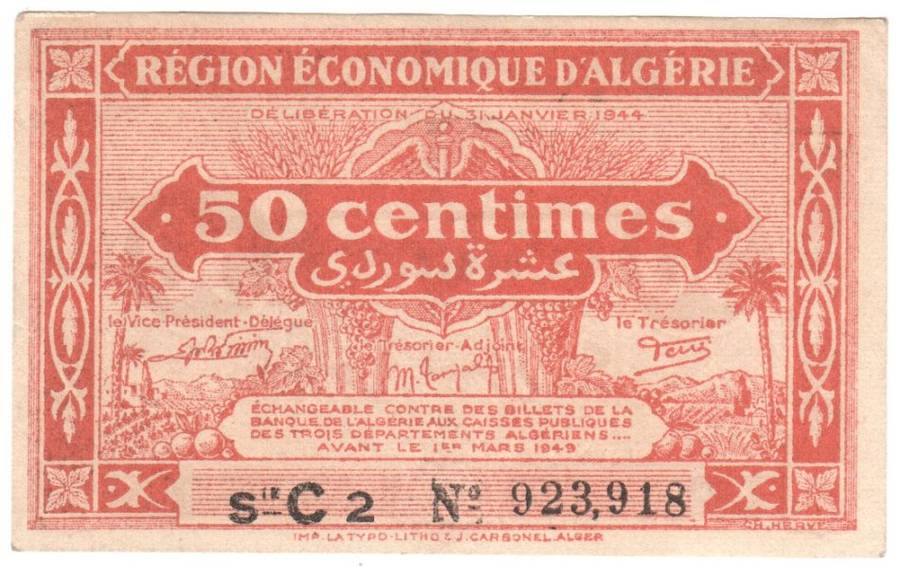 RÉGION ÉCONOMIQUE D'ALGÉRIE
DÉLIBÉRATION DU 31 JANVIER 1944
50 centimes
عشرة لسوردي
le Vice-Président-Délégué
le Trésorier-Adjoint
le Trésorier
ÉCHANGEABLE CONTRE DES BILLETS DE LA
BANQUE DE L'ALGÉRIE AUX CAISSES PUBLIQUES
DES TROIS DÉPARTEMENTS ALGÉRIENS....
AVANT LE 1ER MARS 1949
SIE C 2 No 923,918
CH. HERVÉ
IMP. LA TYPO-LITHO & J. CARBONEL. ALGER